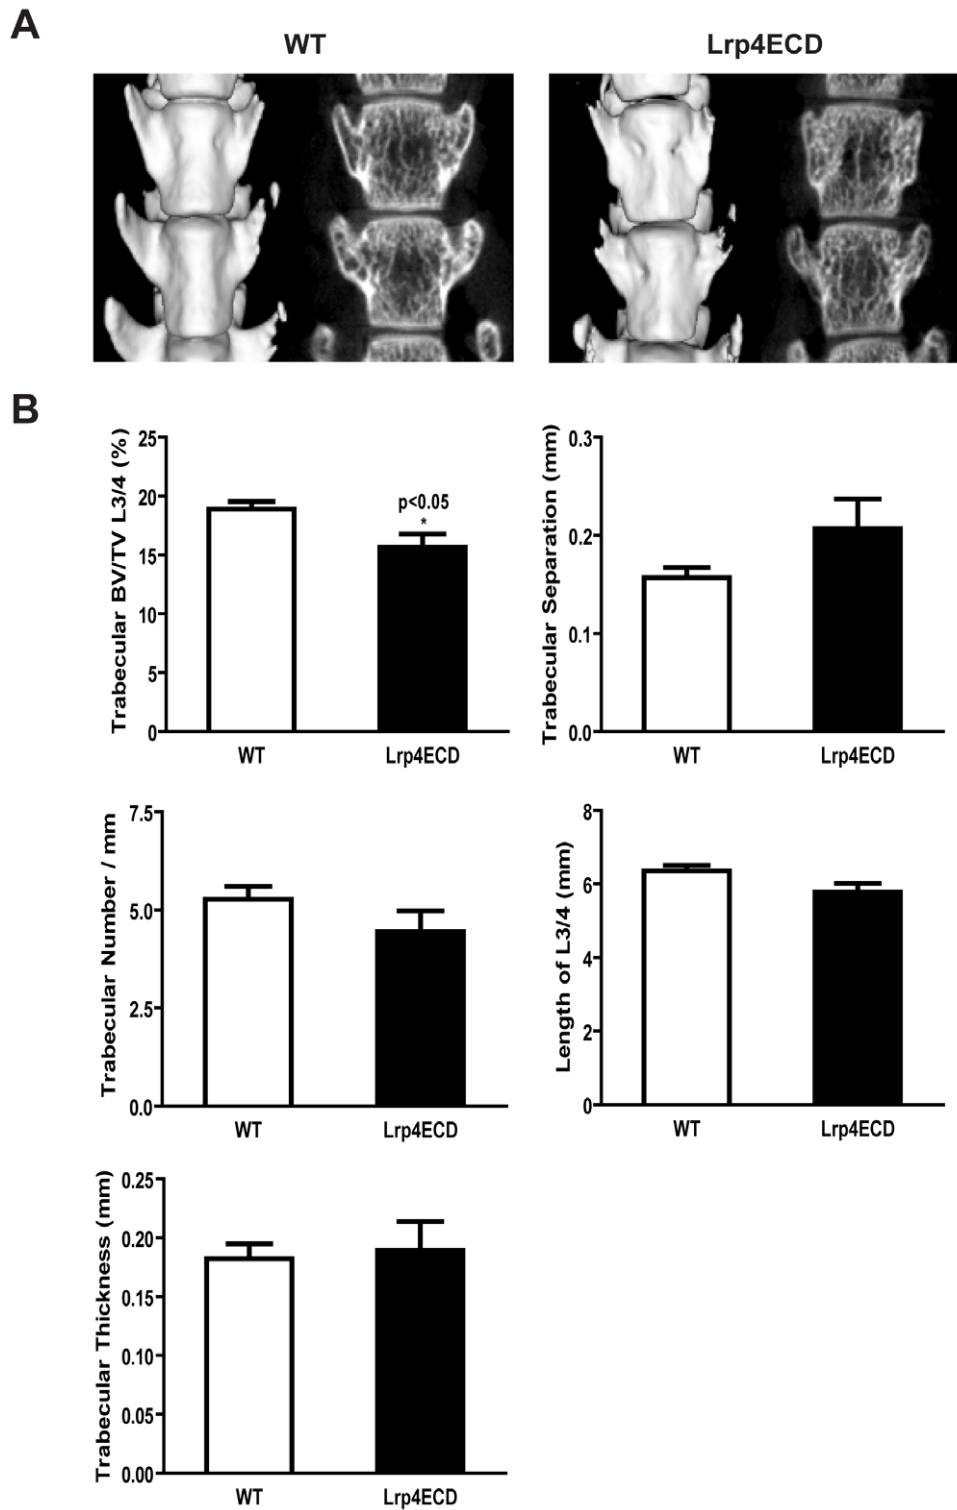 A
WT Lrp4ECD
B
Trabecular BV/TV L3/4 (%)
25
20
15
10
5
0
p<0.05
*
WT Lrp4ECD
Trabecular Separation (mm)
0.3
0.2
0.1
0.0
WT Lrp4ECD
Trabecular Number / mm
7.5
5.0
2.5
0.0
WT Lrp4ECD
Length of L3/4 (mm)
8
6
4
2
0
WT Lrp4ECD
Trabecular Thickness (mm)
0.25
0.20
0.15
0.10
0.05
0.00
WT Lrp4ECD